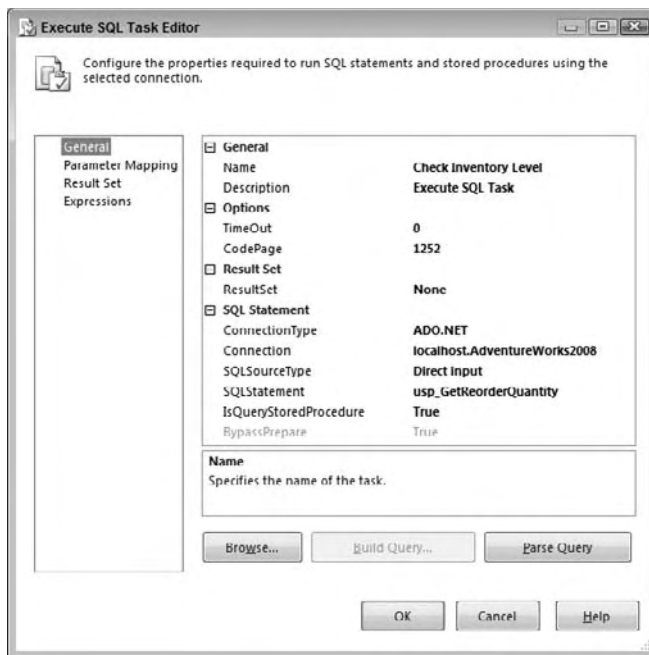 Execute SQL Task Editor
Configure the properties required to run SQL statements and stored procedures using the
selected connection.
General
Parameter Mapping
Result Set
Expressions
General
Name Check Inventory Level
Description Execute SQL Task
Options
TimeOut 0
CodePage 1252
Result Set
ResultSet None
SQL Statement
ConnectionType ADO.NET
Connection localhost.AdventureWorks2008
SQLSourceType Direct input
SQLStatement usp_GetReorderQuantity
IsQueryStoredProcedure True
BypassPrepare True
Name
Specifies the name of the task.
Browse... Build Query... Parse Query
OK Cancel Help